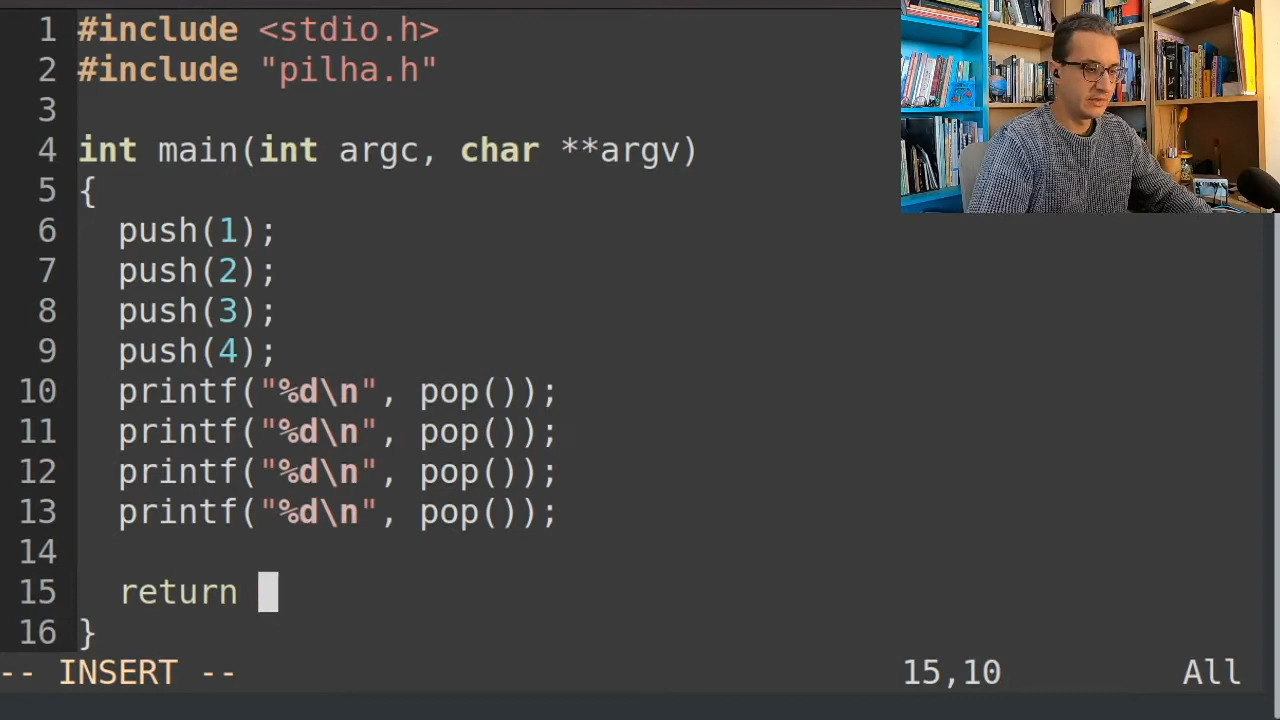 1 #include <stdio.h>
2 #include "pilha.h"
3
4 int main(int argc, char **argv)
5 {
6   push(1);
7   push(2);
8   push(3);
9   push(4);
10   printf("%d\n", pop());
11   printf("%d\n", pop());
12   printf("%d\n", pop());
13   printf("%d\n", pop());
14
15   return
16 }
-- INSERT -- 15,10 All